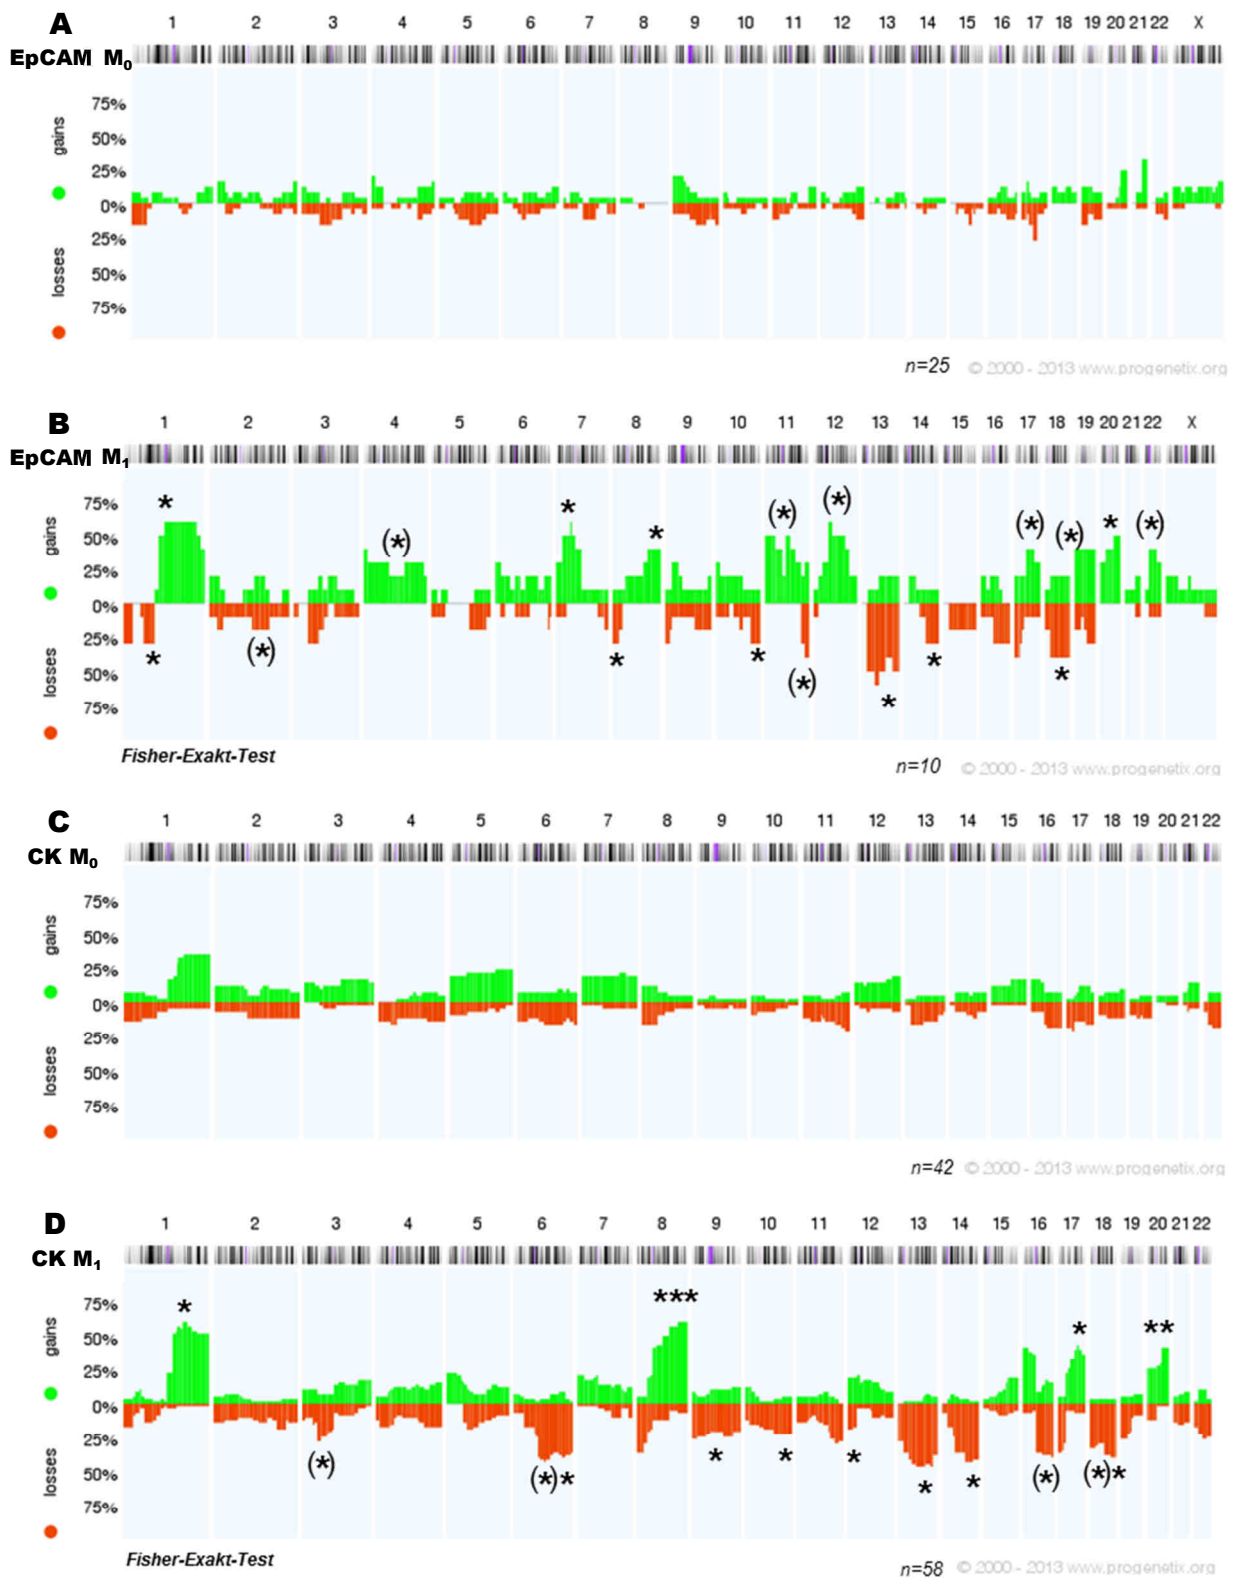 A
1 2 3 4 5 6 7 8 9 10 11 12 13 14 15 16 17 18 19 20 21 22 X
EpCAM M0
75%
50%
25%
0%
25%
50%
75%
gains
losses
n=25 © 2000 - 2013 www.progenetix.org
B
1 2 3 4 5 6 7 8 9 10 11 12 13 14 15 16 17 18 19 20 21 22 X
EpCAM M1
75%
50%
25%
0%
25%
50%
75%
gains
losses
* * * (*) (*) (*) (*) (*) * (*)
* (*) * * (*) * * *
Fisher-Exakt-Test
n=10 © 2000 - 2013 www.progenetix.org
C
1 2 3 4 5 6 7 8 9 10 11 12 13 14 15 16 17 18 19 20 21 22
CK M0
75%
50%
25%
0%
25%
50%
75%
gains
losses
n=42 © 2000 - 2013 www.progenetix.org
D
1 2 3 4 5 6 7 8 9 10 11 12 13 14 15 16 17 18 19 20 21 22
CK M1
75%
50%
25%
0%
25%
50%
75%
gains
losses
* *** * **
(*) (*)* * * * * * (*) (*)*
Fisher-Exakt-Test
n=58 © 2000 - 2013 www.progenetix.org